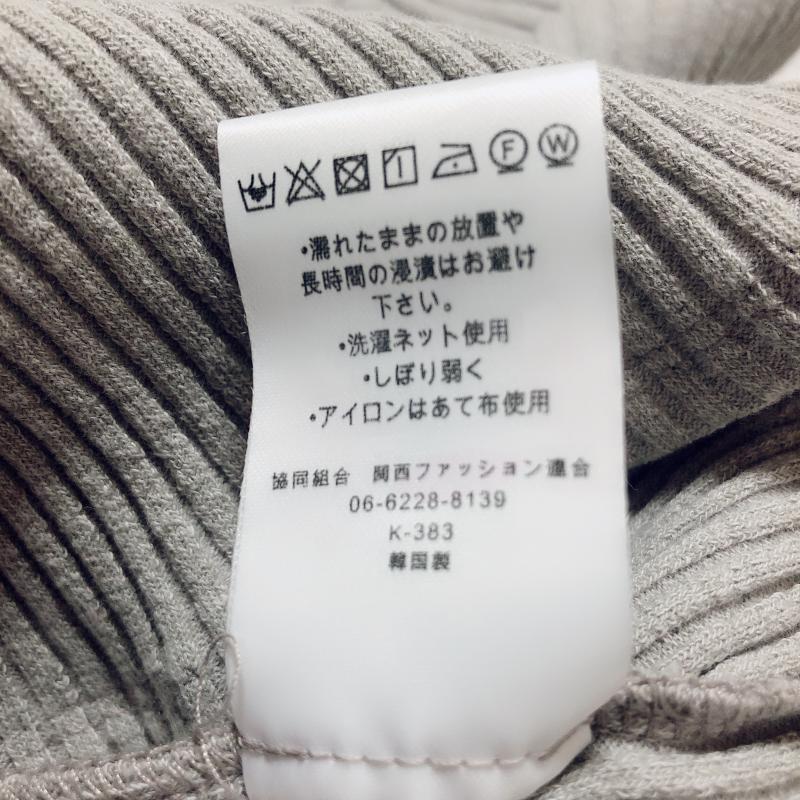 F W
•濡れたままの放置や
長時間の浸漬はお避け
下さい。
•洗濯ネット使用
•しぼり弱く
•アイロンはあて布使用
協同組合 関西ファッション連合
06-6228-8139
K-383
韓国製